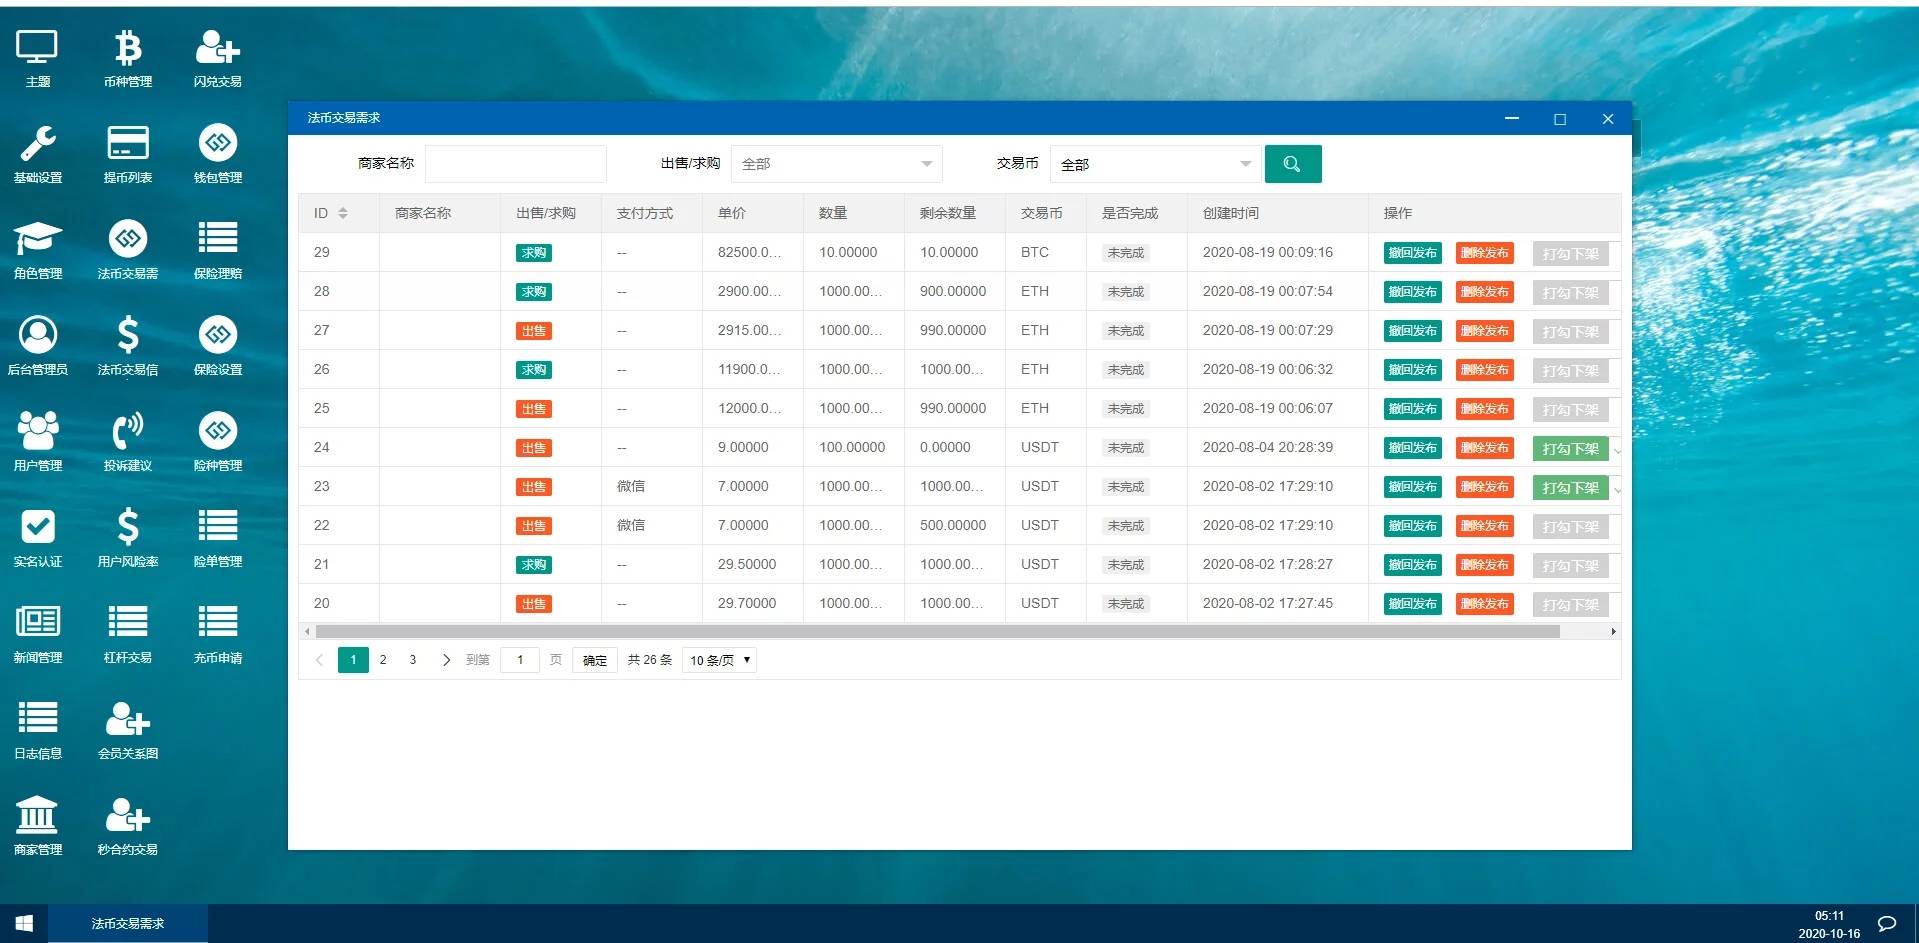 主题
币种管理
闪兑交易
基础设置
提币列表
钱包管理
角色管理
法币交易需
保险理赔
后台管理员
法币交易信
保险设置
用户管理
投诉建议
险种管理
实名认证
用户风险率
险单管理
新闻管理
杠杆交易
充币申请
日志信息
会员关系图
商家管理
秒合约交易
法币交易需求
商家名称 出售/求购 全部 交易币 全部
ID 商家名称 出售/求购 支付方式 单价 数量 剩余数量 交易币 是否完成 创建时间 操作
29 求购 -- 82500.0... 10.00000 10.00000 BTC 未完成 2020-08-19 00:09:16 撤回发布 删除发布 打勾下架
28 求购 -- 2900.00... 1000.00... 900.00000 ETH 未完成 2020-08-19 00:07:54 撤回发布 删除发布 打勾下架
27 出售 -- 2915.00... 1000.00... 990.00000 ETH 未完成 2020-08-19 00:07:29 撤回发布 删除发布 打勾下架
26 求购 -- 11900.0... 1000.00... 1000.00... ETH 未完成 2020-08-19 00:06:32 撤回发布 删除发布 打勾下架
25 出售 -- 12000.0... 1000.00... 990.00000 ETH 未完成 2020-08-19 00:06:07 撤回发布 删除发布 打勾下架
24 出售 -- 9.00000 100.00000 0.00000 USDT 未完成 2020-08-04 20:28:39 撤回发布 删除发布 打勾下架
23 出售 微信 7.00000 1000.00... 1000.00... USDT 未完成 2020-08-02 17:29:10 撤回发布 删除发布 打勾下架
22 出售 微信 7.00000 1000.00... 500.00000 USDT 未完成 2020-08-02 17:29:10 撤回发布 删除发布 打勾下架
21 求购 -- 29.50000 1000.00... 1000.00... USDT 未完成 2020-08-02 17:28:27 撤回发布 删除发布 打勾下架
20 出售 -- 29.70000 1000.00... 1000.00... USDT 未完成 2020-08-02 17:27:45 撤回发布 删除发布 打勾下架
1 2 3 到第 1 页 确定 共 26 条 10 条/页
法币交易需求
05:11
2020-10-16